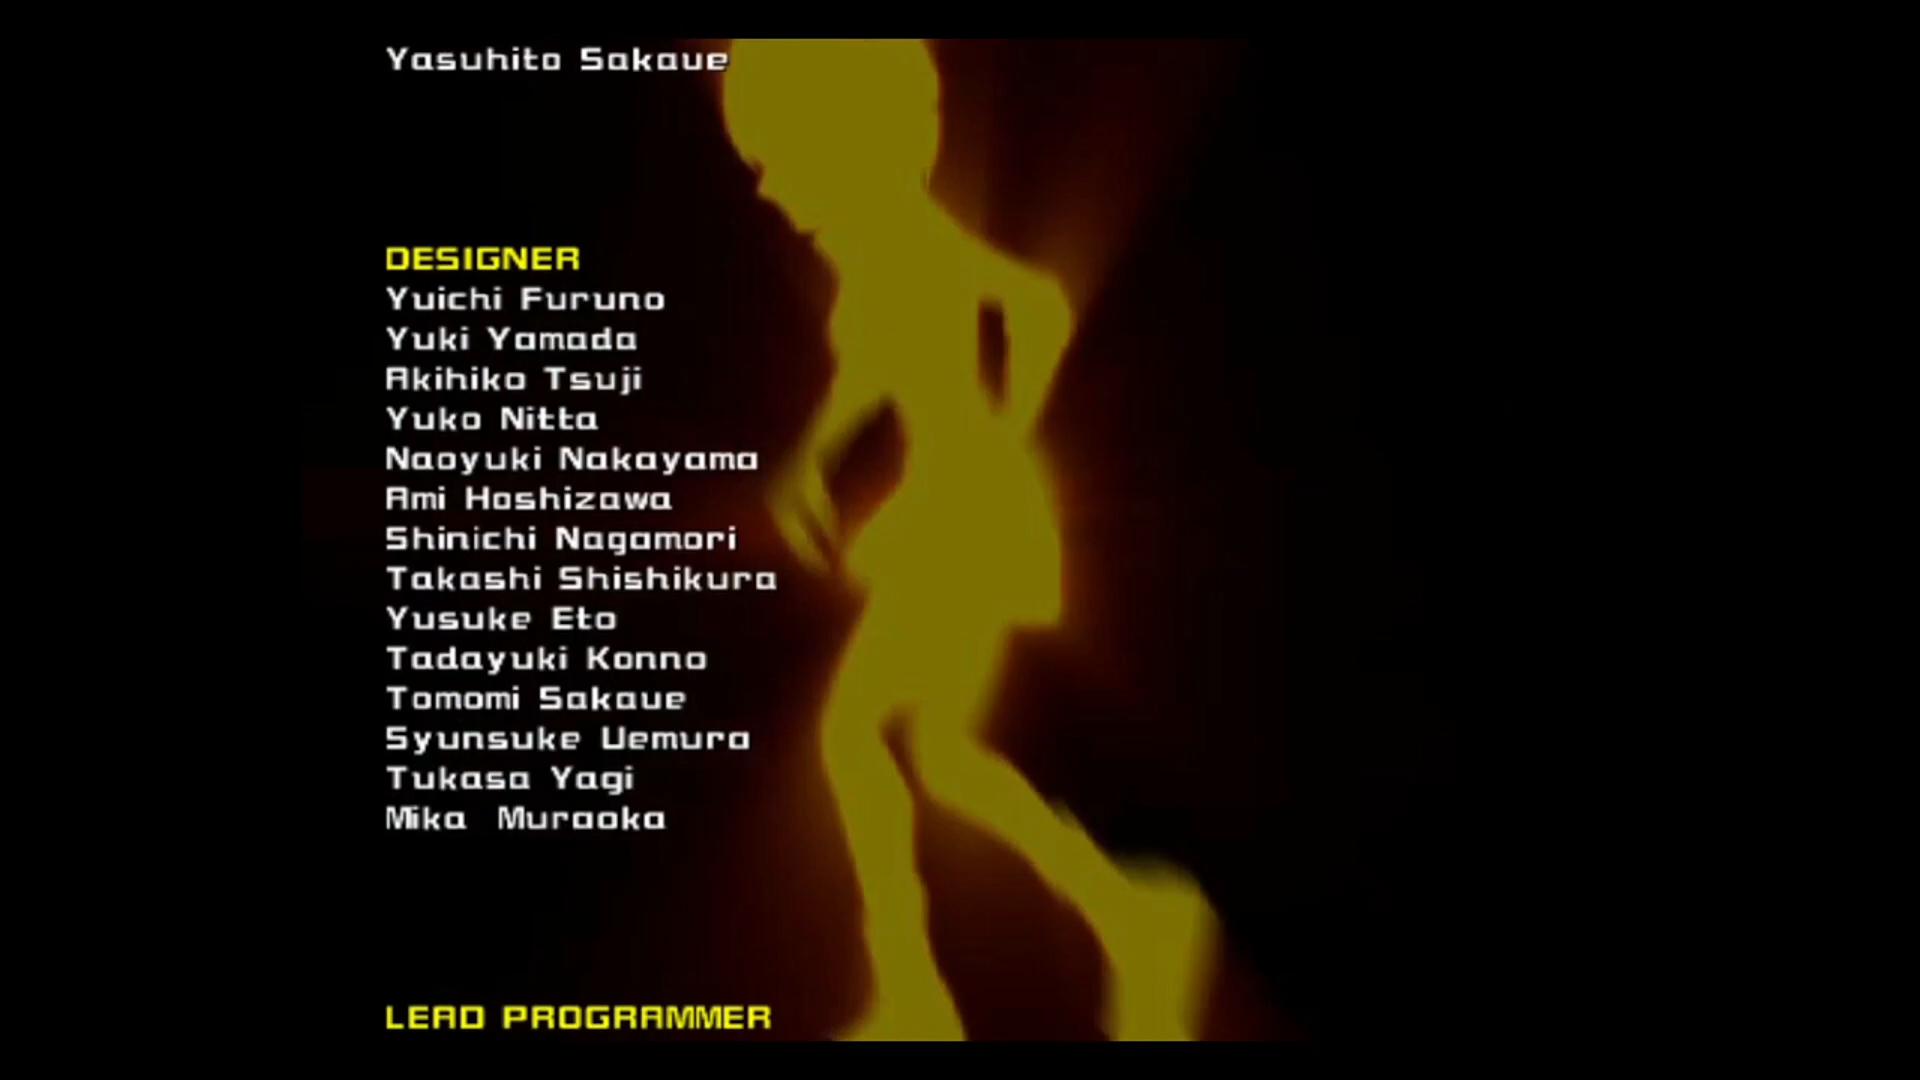 Yasuhito Sakaue
DESIGNER
Yuichi Furuno
Yuki Yamada
Akihiko Tsuji
Yuko Nitta
Naoyuki Nakayama
Ami Hoshizawa
Shinichi Nagamori
Takashi Shishikura
Yusuke Eto
Tadayuki Konno
Tomomi Sakaue
Syunsuke Uemura
Tukasa Yagi
Mika  Muraoka
LEAD PROGRAMMER